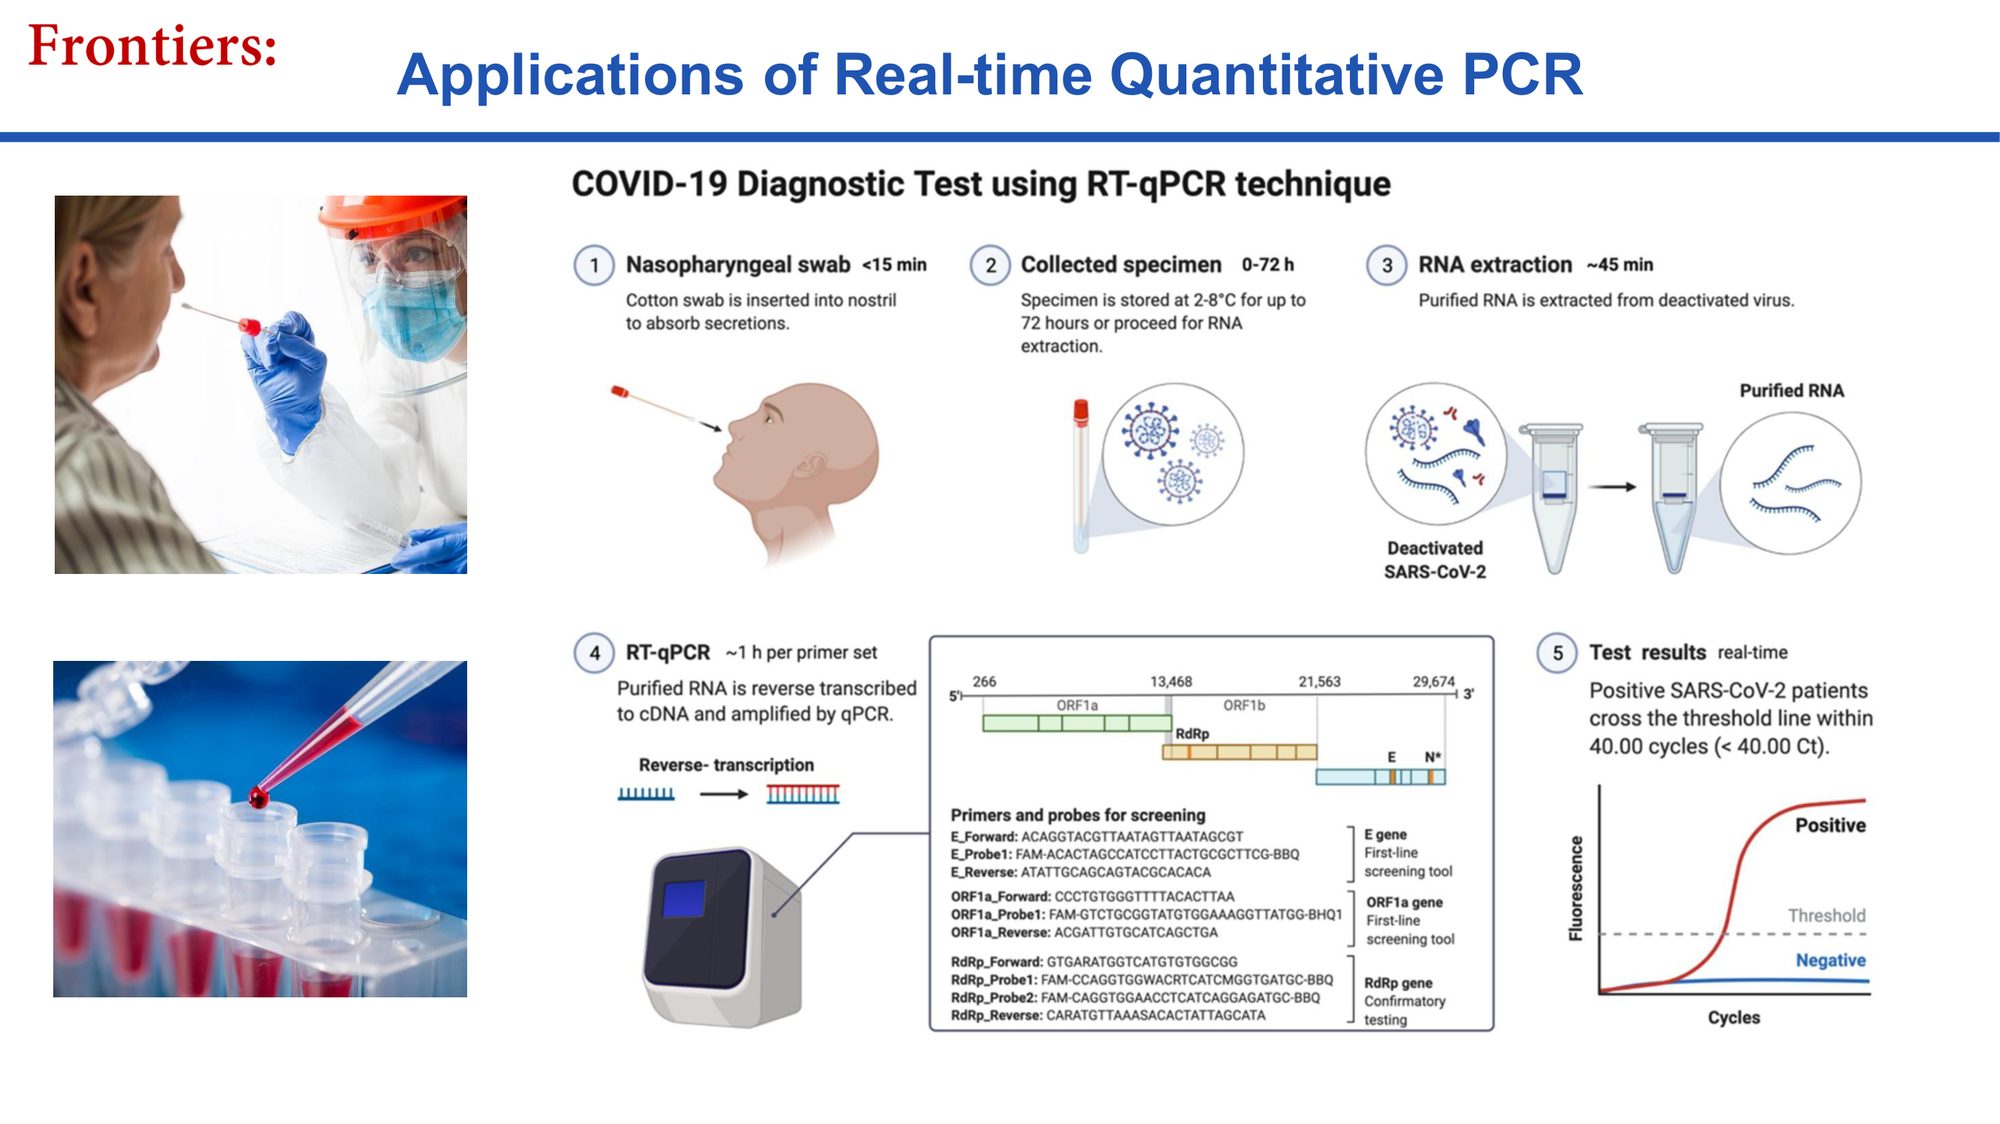 Frontiers:
Applications of Real-time Quantitative PCR
COVID-19 Diagnostic Test using RT-qPCR technique
1 Nasopharyngeal swab <15 min
Cotton swab is inserted into nostril
to absorb secretions.
2 Collected specimen 0-72 h
Specimen is stored at 2-8°C for up to
72 hours or proceed for RNA
extraction.
3 RNA extraction ~45 min
Purified RNA is extracted from deactivated virus.
Purified RNA
Deactivated
SARS-CoV-2
4 RT-qPCR ~1 h per primer set
Purified RNA is reverse transcribed
to cDNA and amplified by qPCR.
Reverse- transcription
266 13,468 21,563 29,674
5' 3'
ORF1a ORF1b
RdRp
E N*
Primers and probes for screening
E_Forward: ACAGGTACGTTAATAGTTAATAGCGT
E_Probe1: FAM-ACACTAGCCATCCTTACTGCGCTTCG-BBQ
E_Reverse: ATATTGCAGCAGTACGCACACA
E gene
First-line
screening tool
ORF1a_Forward: CCCTGTGGGTTTTACACTTAA
ORF1a_Probe1: FAM-GTCTGCGGTATGTGGAAAGGTTATGG-BHQ1
ORF1a_Reverse: ACGATTGTGCATCAGCTGA
ORF1a gene
First-line
screening tool
RdRp_Forward: GTGARATGGTCATGTGTGGCGG
RdRp_Probe1: FAM-CCAGGTGGWACRTCATCMGGTGATGC-BBQ
RdRp_Probe2: FAM-CAGGTGGAACCTCATCAGGAGATGC-BBQ
RdRp_Reverse: CARATGTTAAASACACTATTAGCATA
RdRp gene
Confirmatory
testing
5 Test results real-time
Positive SARS-CoV-2 patients
cross the threshold line within
40.00 cycles (< 40.00 Ct).
Fluorescence
Positive
Threshold
Negative
Cycles